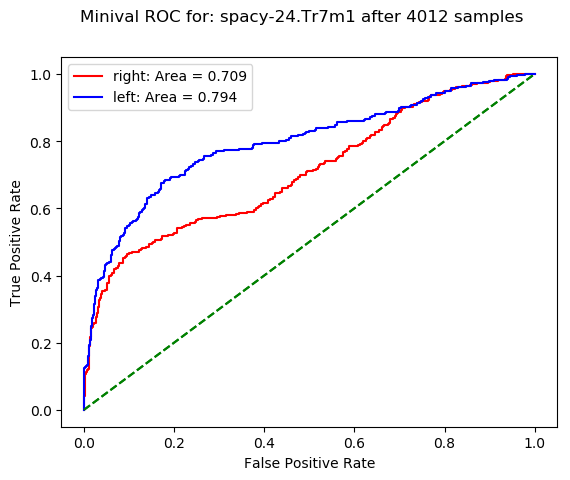 Minival ROC for: spacy-24.Tr7m1 after 4012 samples
right: Area = 0.709
left: Area = 0.794
1.0
0.8
0.6
0.4
0.2
0.0
True Positive Rate
0.0 0.2 0.4 0.6 0.8 1.0
False Positive Rate